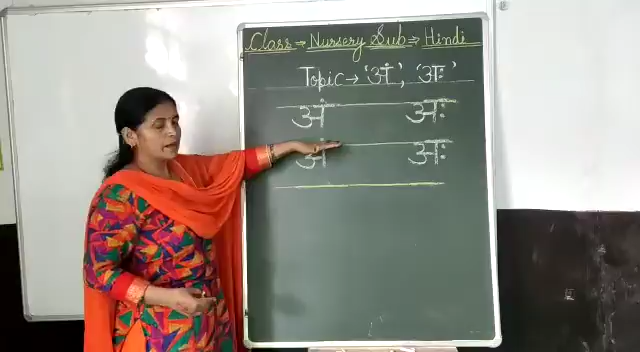 Class → Nursery Sub → Hindi
Topic → 'अं', 'अः'
अं अः
अं अः